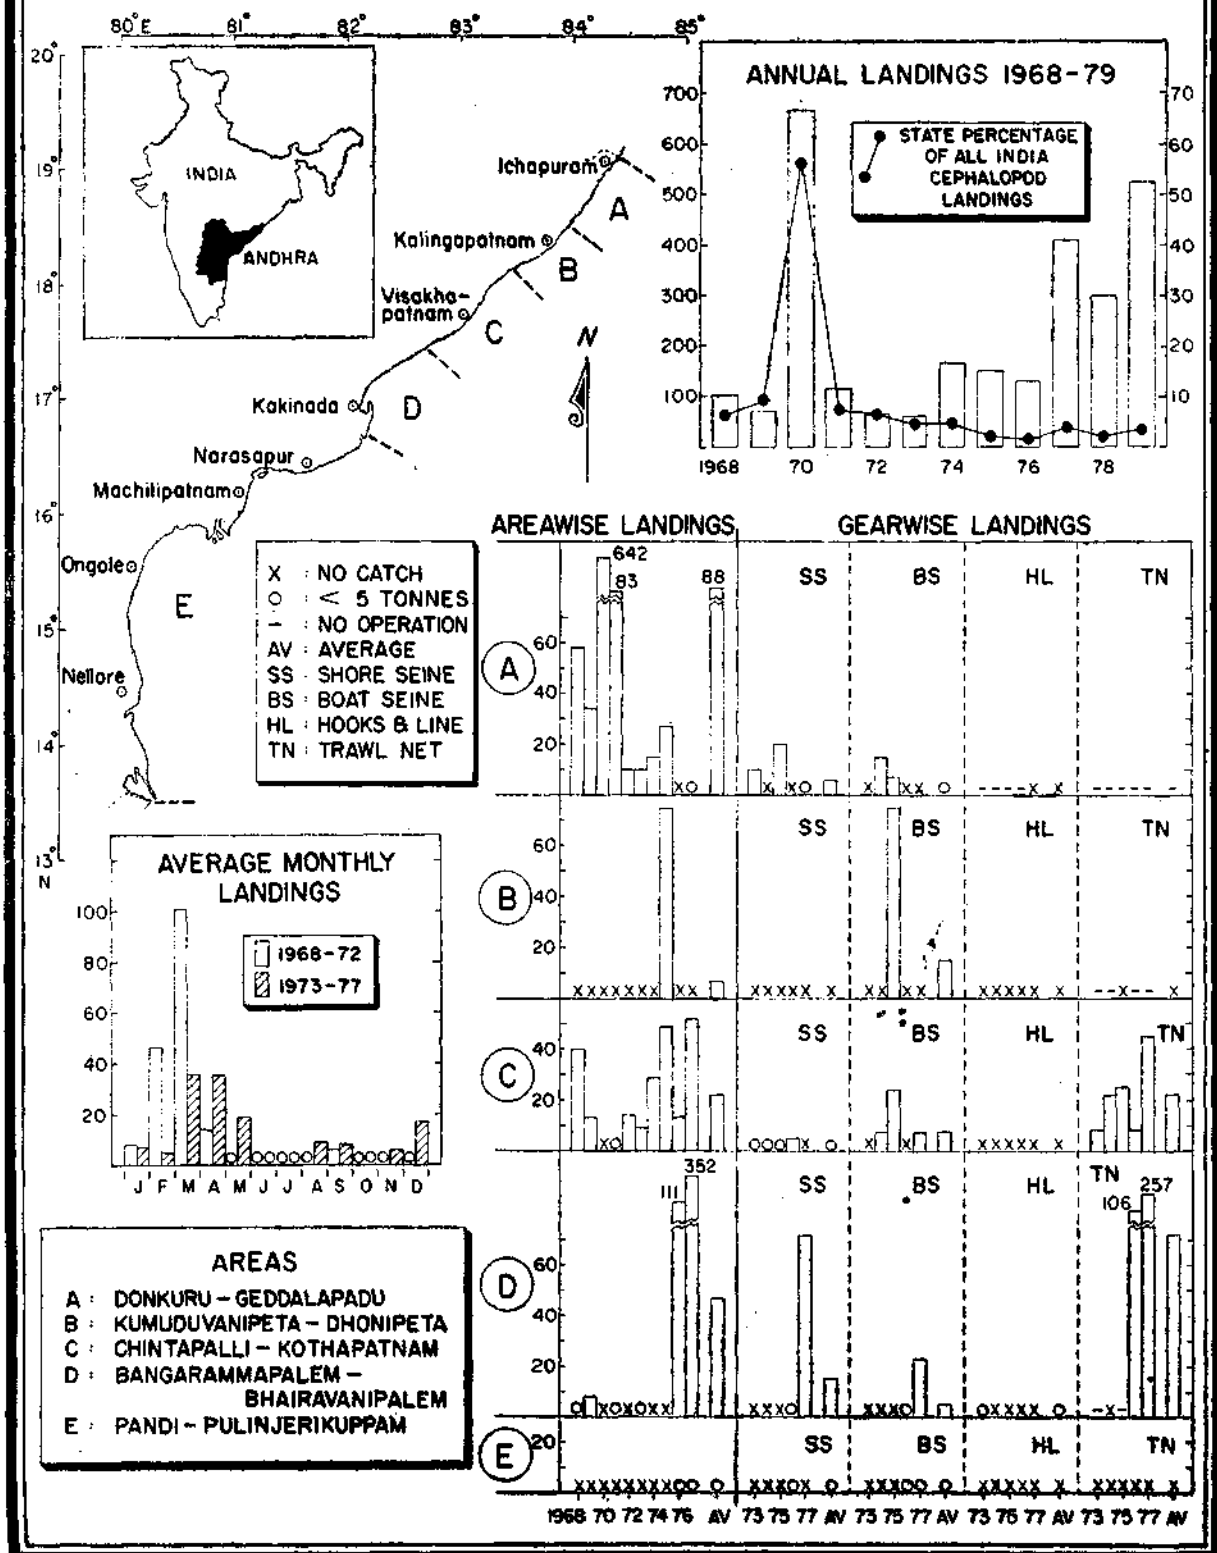 80°E 81° 82° 83° 84° 85°
20°
19°
18°
17°
16°
15°
14°
13°
N
INDIA
ANDHRA
Ichapuram
Kalingapatnam
Visakha-
patnam
Kakinada
Narasapur
Machilipatnam
Ongole
Nellore
A
B
C
D
E
N
ANNUAL LANDINGS 1968-79
STATE PERCENTAGE
OF ALL INDIA
CEPHALOPOD
LANDINGS
700
600
500
400
300
200
100
70
60
50
40
30
20
10
1968 70 72 74 76 78
X : NO CATCH
O : < 5 TONNES
- : NO OPERATION
AV : AVERAGE
SS : SHORE SEINE
BS : BOAT SEINE
HL : HOOKS & LINE
TN : TRAWL NET
AVERAGE MONTHLY
LANDINGS
1968-72
1973-77
100
80
60
40
20
J F M A M J J A S O N D
AREAS
A : DONKURU - GEDDALAPADU
B : KUMUDUVANIPETA - DHONIPETA
C : CHINTAPALLI - KOTHAPATNAM
D : BANGARAMMAPALEM -
BHAIRAVANIPALEM
E : PANDI - PULINJERIKUPPAM
AREAWISE LANDINGS GEARWISE LANDINGS
A
642
83
88
60
40
20
SS BS HL TN
B
60
40
20
SS BS HL TN
C
40
20
SS BS HL TN
D
111
352
60
40
20
SS BS HL TN
106
257
E
20
SS BS HL TN
1968 70 72 74 76 AV 73 75 77 AV 73 75 77 AV 73 75 77 AV 73 75 77 AV